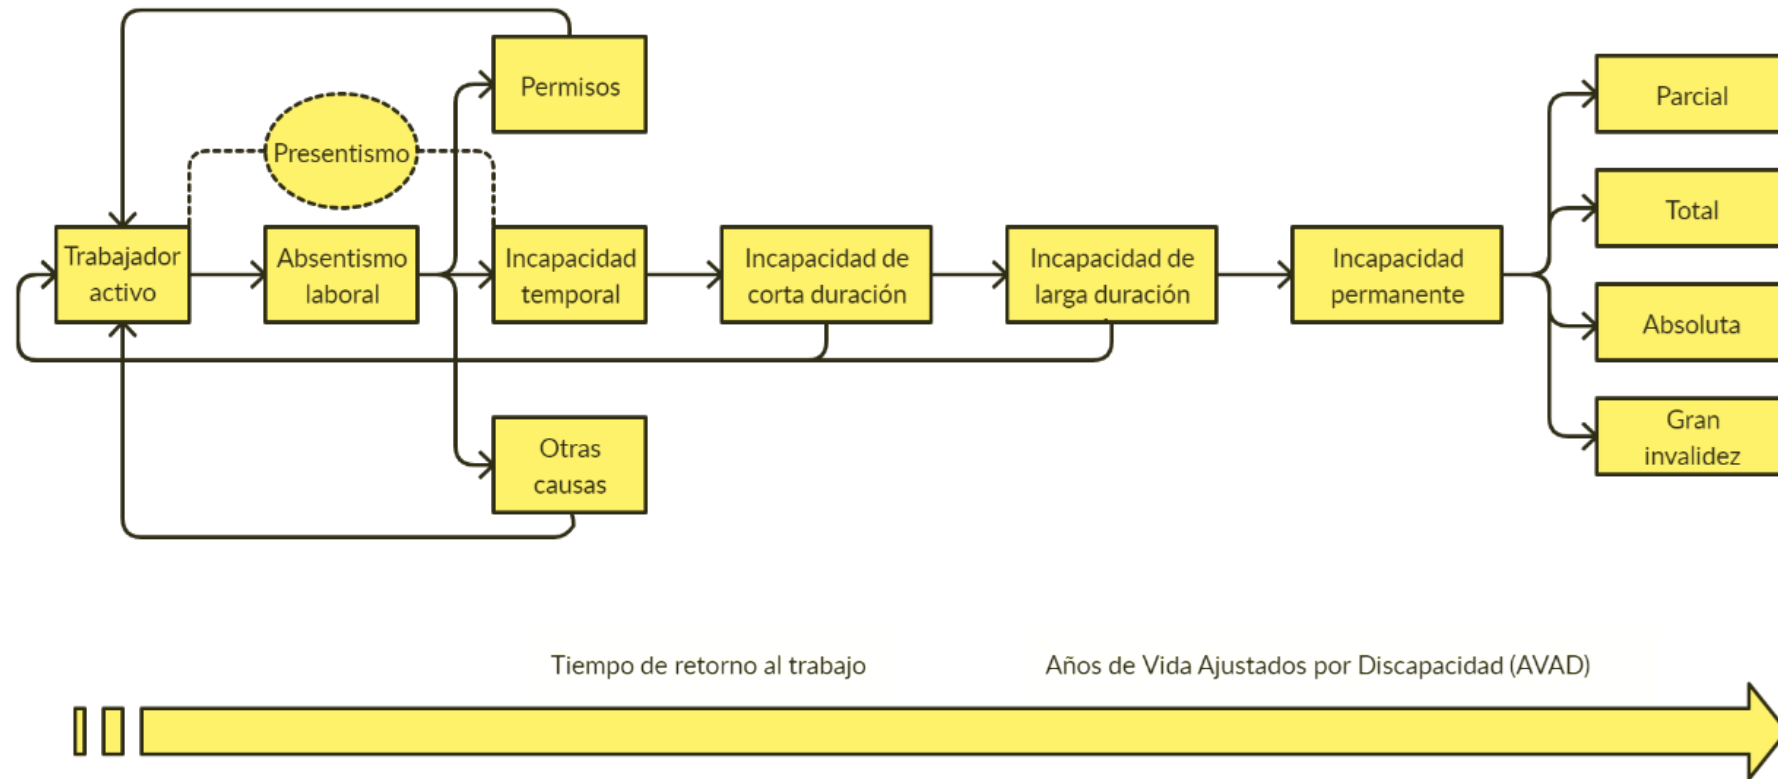 Permisos
Presentismo
Trabajador
activo
Absentismo
laboral
Incapacidad
temporal
Incapacidad de
corta duración
Incapacidad de
larga duración
Incapacidad
permanente
Parcial
Total
Absoluta
Gran
invalidez
Otras
causas
Tiempo de retorno al trabajo
Años de Vida Ajustados por Discapacidad (AVAD)